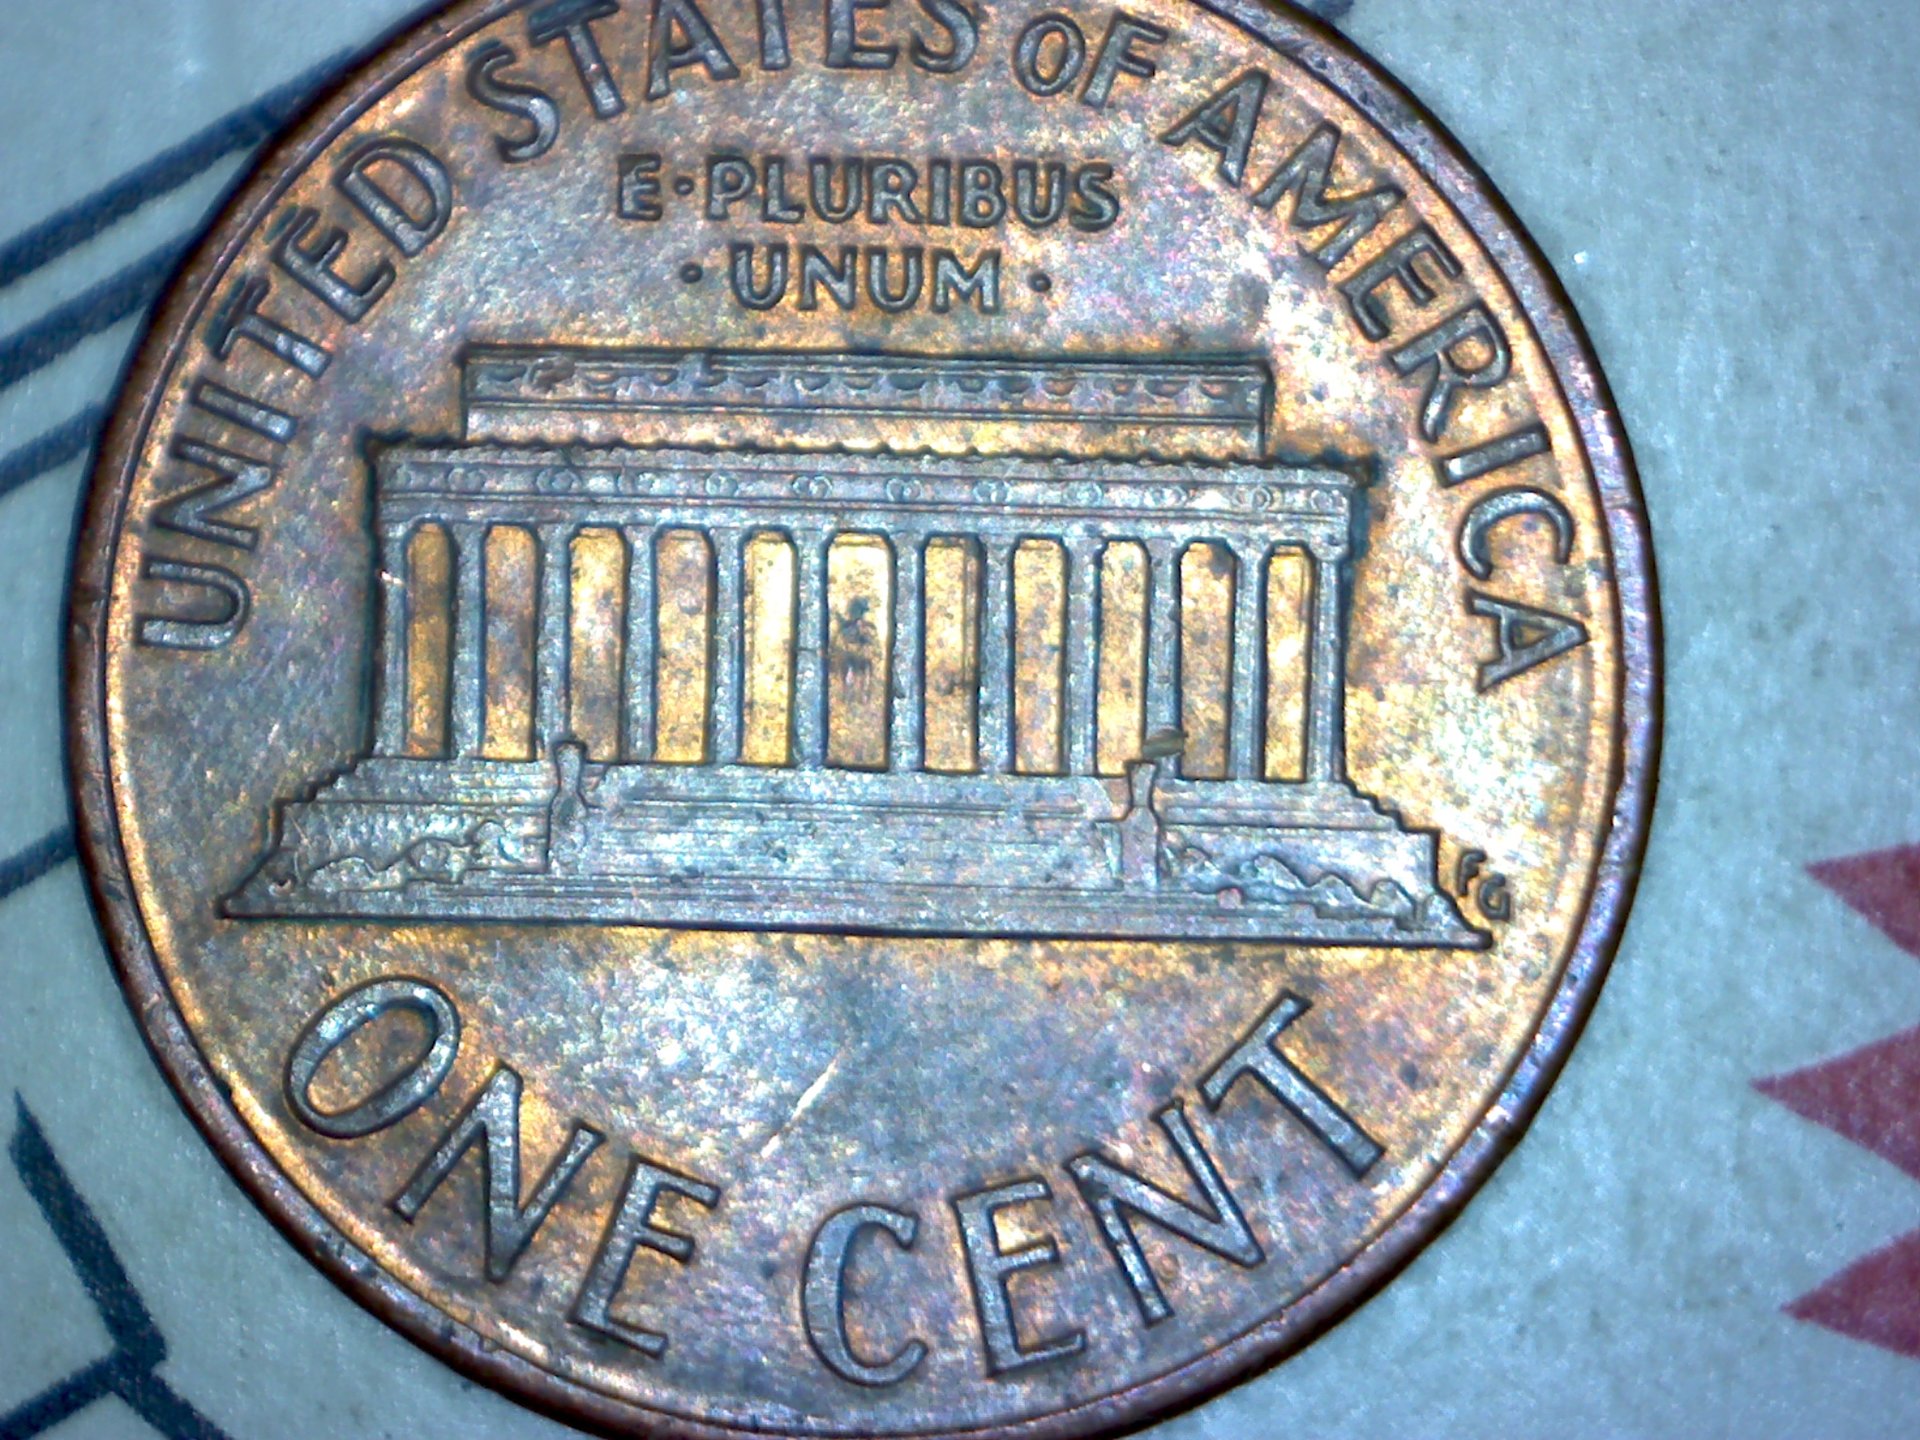 UNITED STATES OF AMERICA
E·PLURIBUS
·UNUM·
FG
ONE CENT